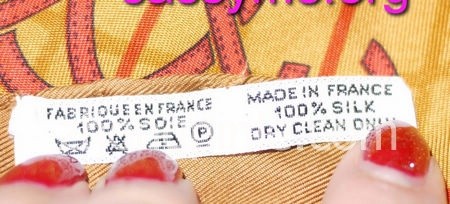 FABRIQUE EN FRANCE
100% SOIE
P
MADE IN FRANCE
100% SILK
DRY CLEAN ONLY